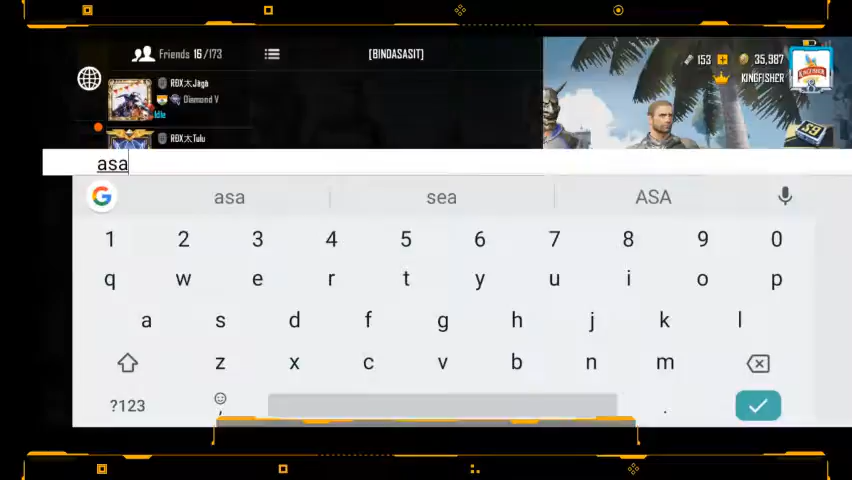 Friends 16/173
[BINDASASIT]
153
35,987
KINGFISHER
RDX太Jaga
Diamond V
Idle
RDX太Tulu
asa
asa sea ASA
1 2 3 4 5 6 7 8 9 0
q w e r t y u i o p
a s d f g h j k l
z x c v b n m
?123 , .